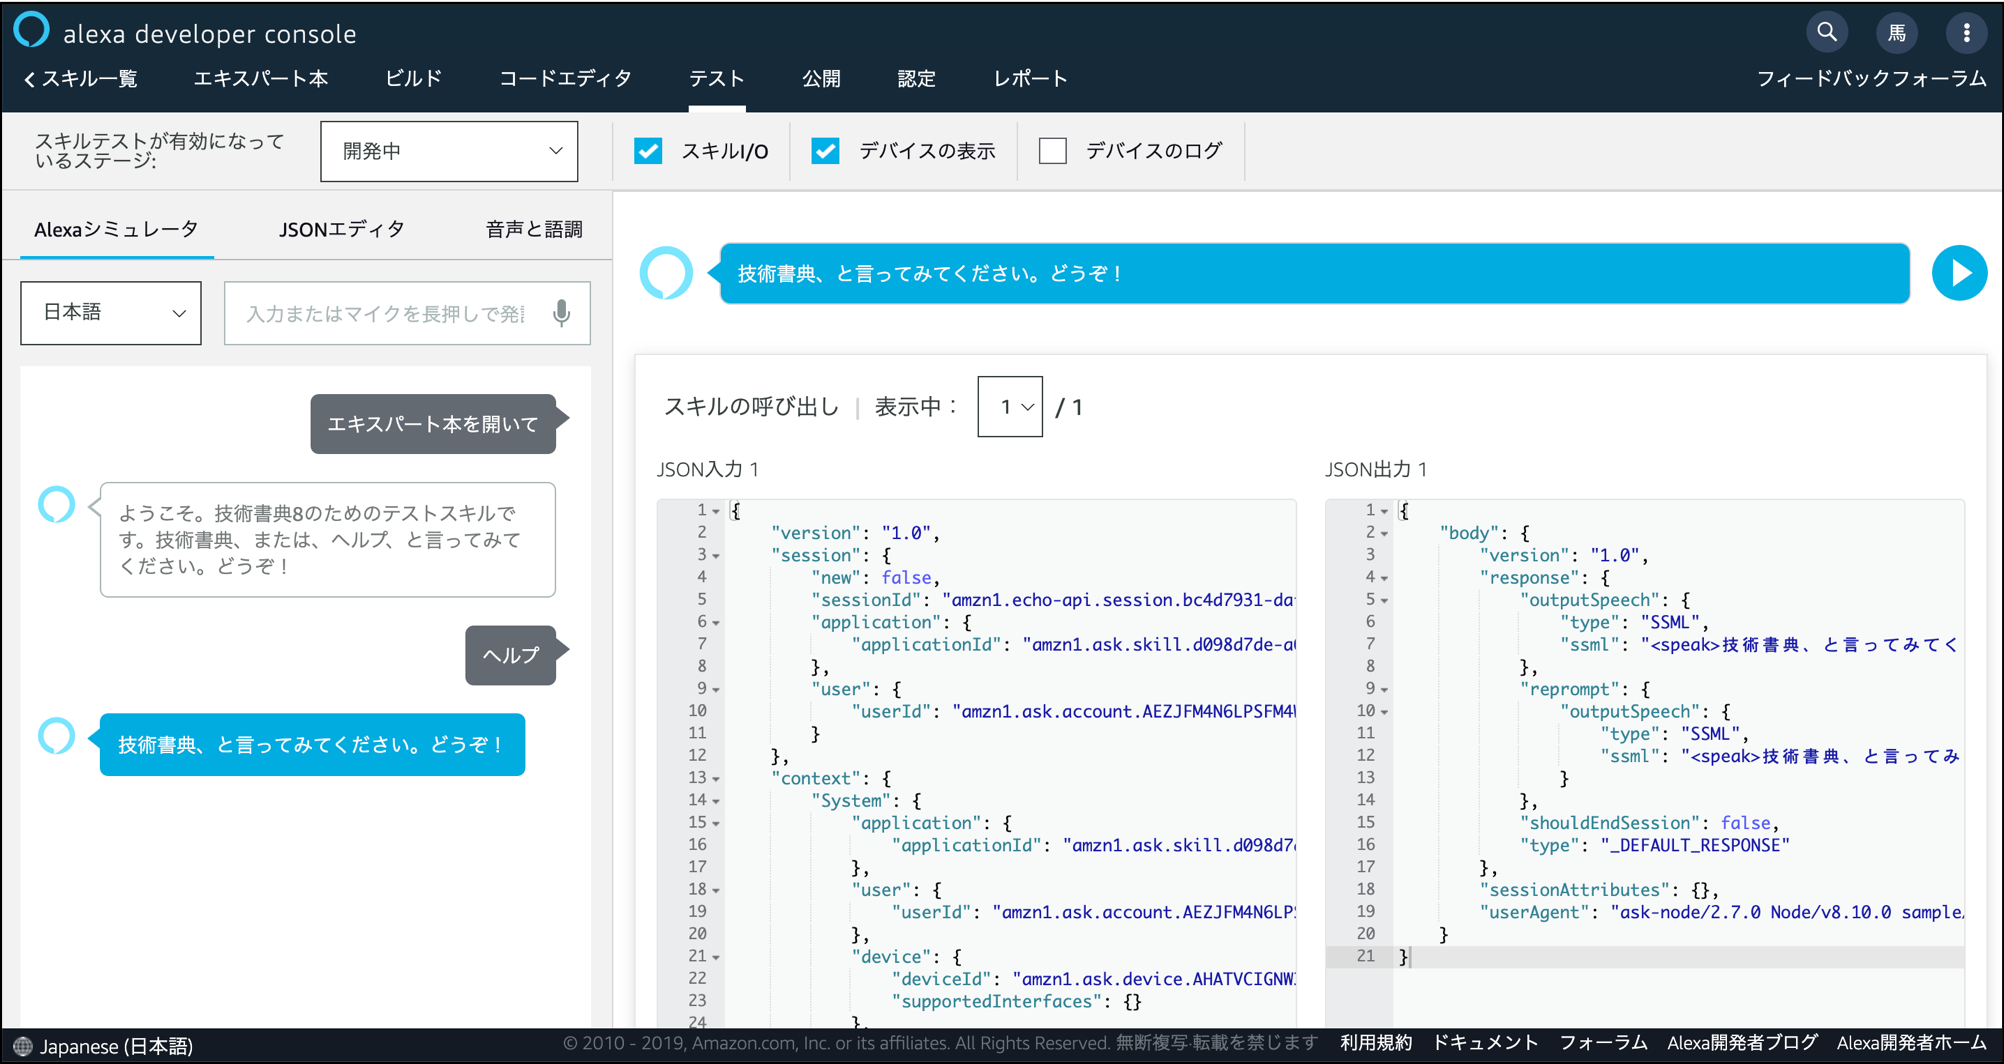 alexa developer console
馬
スキル一覧
エキスパート本
ビルド
コードエディタ
テスト
公開
認定
レポート
フィードバックフォーラム
スキルテストが有効になって
いるステージ:
開発中
スキルI/O
デバイスの表示
デバイスのログ
Alexaシミュレータ
JSONエディタ
音声と語調
日本語
入力またはマイクを長押しで発
エキスパート本を開いて
ようこそ。技術書典8のためのテストスキルで
す。技術書典、または、ヘルプ、と言ってみて
ください。どうぞ！
ヘルプ
技術書典、と言ってみてください。どうぞ！
技術書典、と言ってみてください。どうぞ！
スキルの呼び出し | 表示中： 1 / 1
JSON入力 1
1 {
2 "version": "1.0",
3 "session": {
4 "new": false,
5 "sessionId": "amzn1.echo-api.session.bc4d7931-da
6 "application": {
7 "applicationId": "amzn1.ask.skill.d098d7de-a
8 },
9 "user": {
10 "userId": "amzn1.ask.account.AEZJFM4N6LPSFM4
11 }
12 },
13 "context": {
14 "System": {
15 "application": {
16 "applicationId": "amzn1.ask.skill.d098d7
17 },
18 "user": {
19 "userId": "amzn1.ask.account.AEZJFM4N6LP
20 },
21 "device": {
22 "deviceId": "amzn1.ask.device.AHATVCIGNW
23 "supportedInterfaces": {}
24 },
JSON出力 1
1 {
2 "body": {
3 "version": "1.0",
4 "response": {
5 "outputSpeech": {
6 "type": "SSML",
7 "ssml": "<speak>技術書典、と言ってみてく
8 },
9 "reprompt": {
10 "outputSpeech": {
11 "type": "SSML",
12 "ssml": "<speak>技術書典、と言ってみ
13 }
14 },
15 "shouldEndSession": false,
16 "type": "_DEFAULT_RESPONSE"
17 },
18 "sessionAttributes": {},
19 "userAgent": "ask-node/2.7.0 Node/v8.10.0 sample
20 }
21 }
Japanese (日本語)
© 2010 - 2019, Amazon.com, Inc. or its affiliates. All Rights Reserved. 無断複写·転載を禁じます
利用規約
ドキュメント
フォーラム
Alexa開発者ブログ
Alexa開発者ホーム